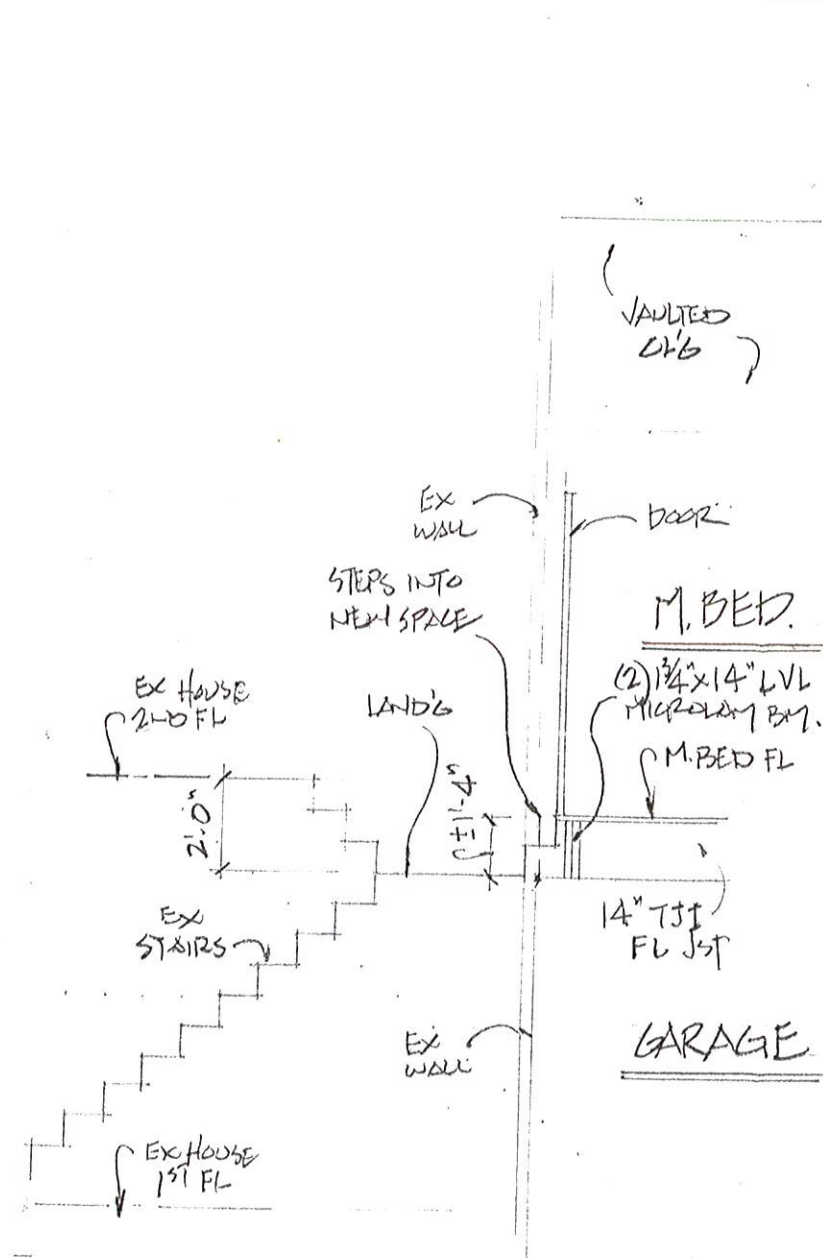 VAULTED
CL'G
EX
WALL
DOOR
STEPS INTO
NEW SPACE
M. BED.
(2) 1¾"x14" LVL
MICROLAM BM.
EX HOUSE
2ND FL
LAND'G
M. BED FL
2'-0"
±1'-4"
14" TJI
FL JST
EX
STAIRS
EX
WALL
GARAGE
EX HOUSE
1ST FL